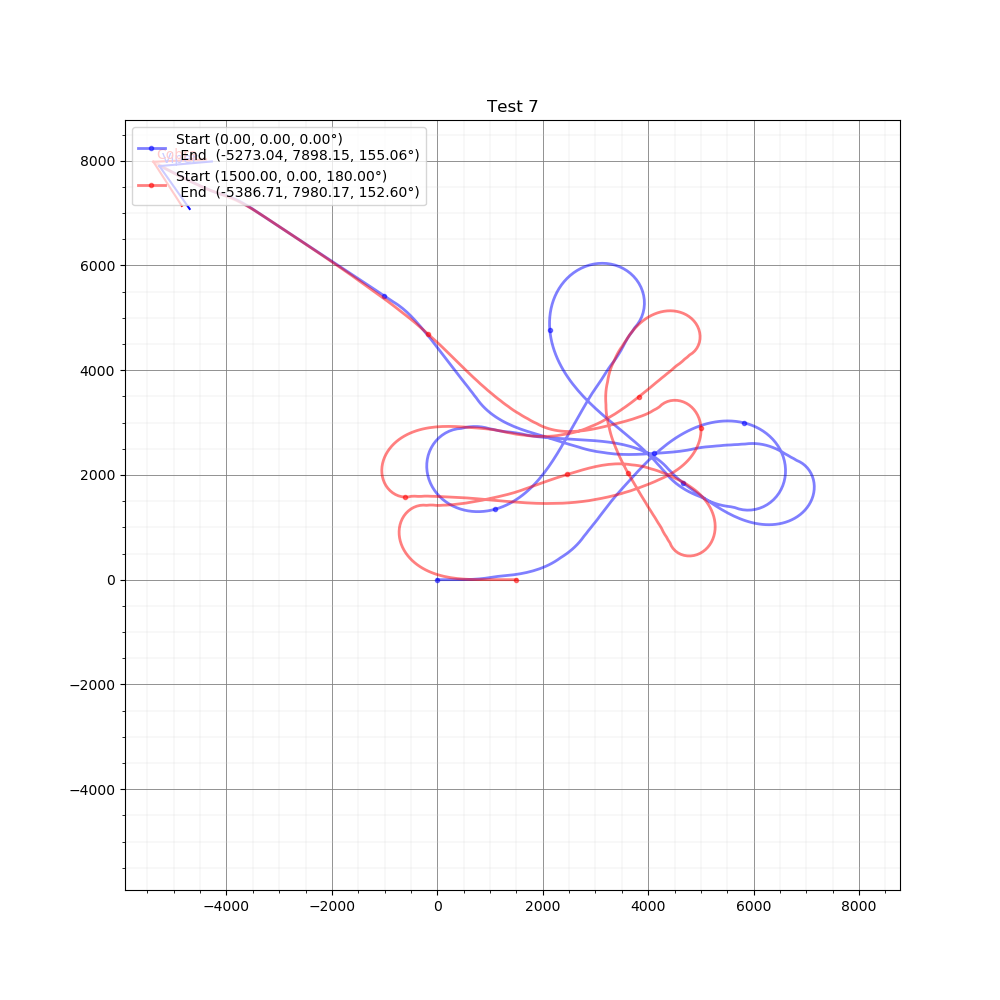 Test 7
Start (0.00, 0.00, 0.00°)
End (-5273.04, 7898.15, 155.06°)
Start (1500.00, 0.00, 180.00°)
End (-5386.71, 7980.17, 152.60°)
8000
6000
4000
2000
0
−2000
−4000
−4000 −2000 0 2000 4000 6000 8000